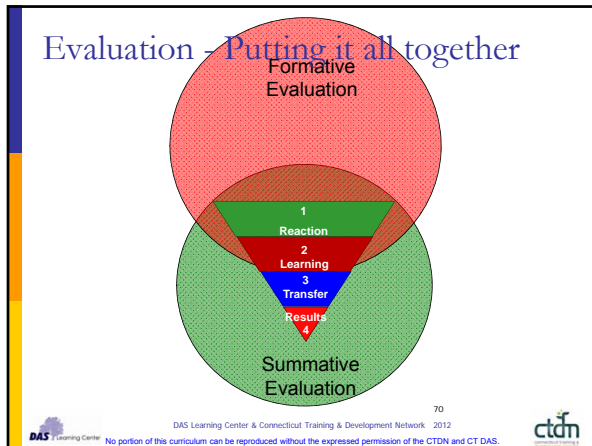 Evaluation - Putting it all together
Formative
Evaluation
1
Reaction
2
Learning
3
Transfer
Results
4
Summative
Evaluation
70
DAS Learning Center & Connecticut Training & Development Network 2012
DAS Learning Center
No portion of this curriculum can be reproduced without the expressed permission of the CTDN and CT DAS.
ctdn